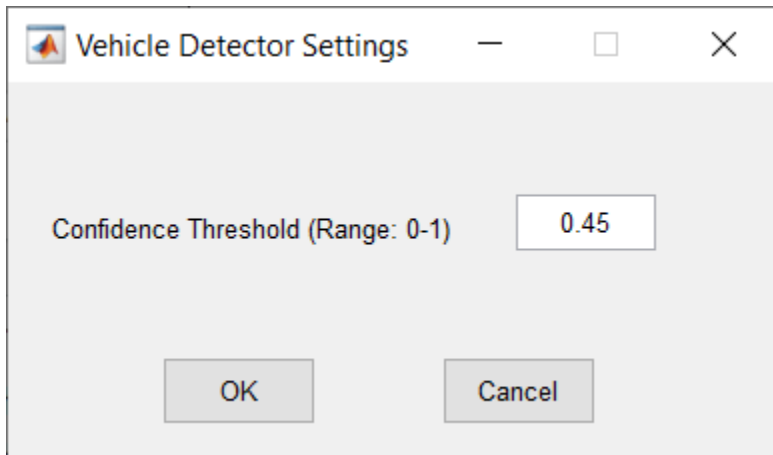 Vehicle Detector Settings
Confidence Threshold (Range: 0-1) 0.45
OK Cancel